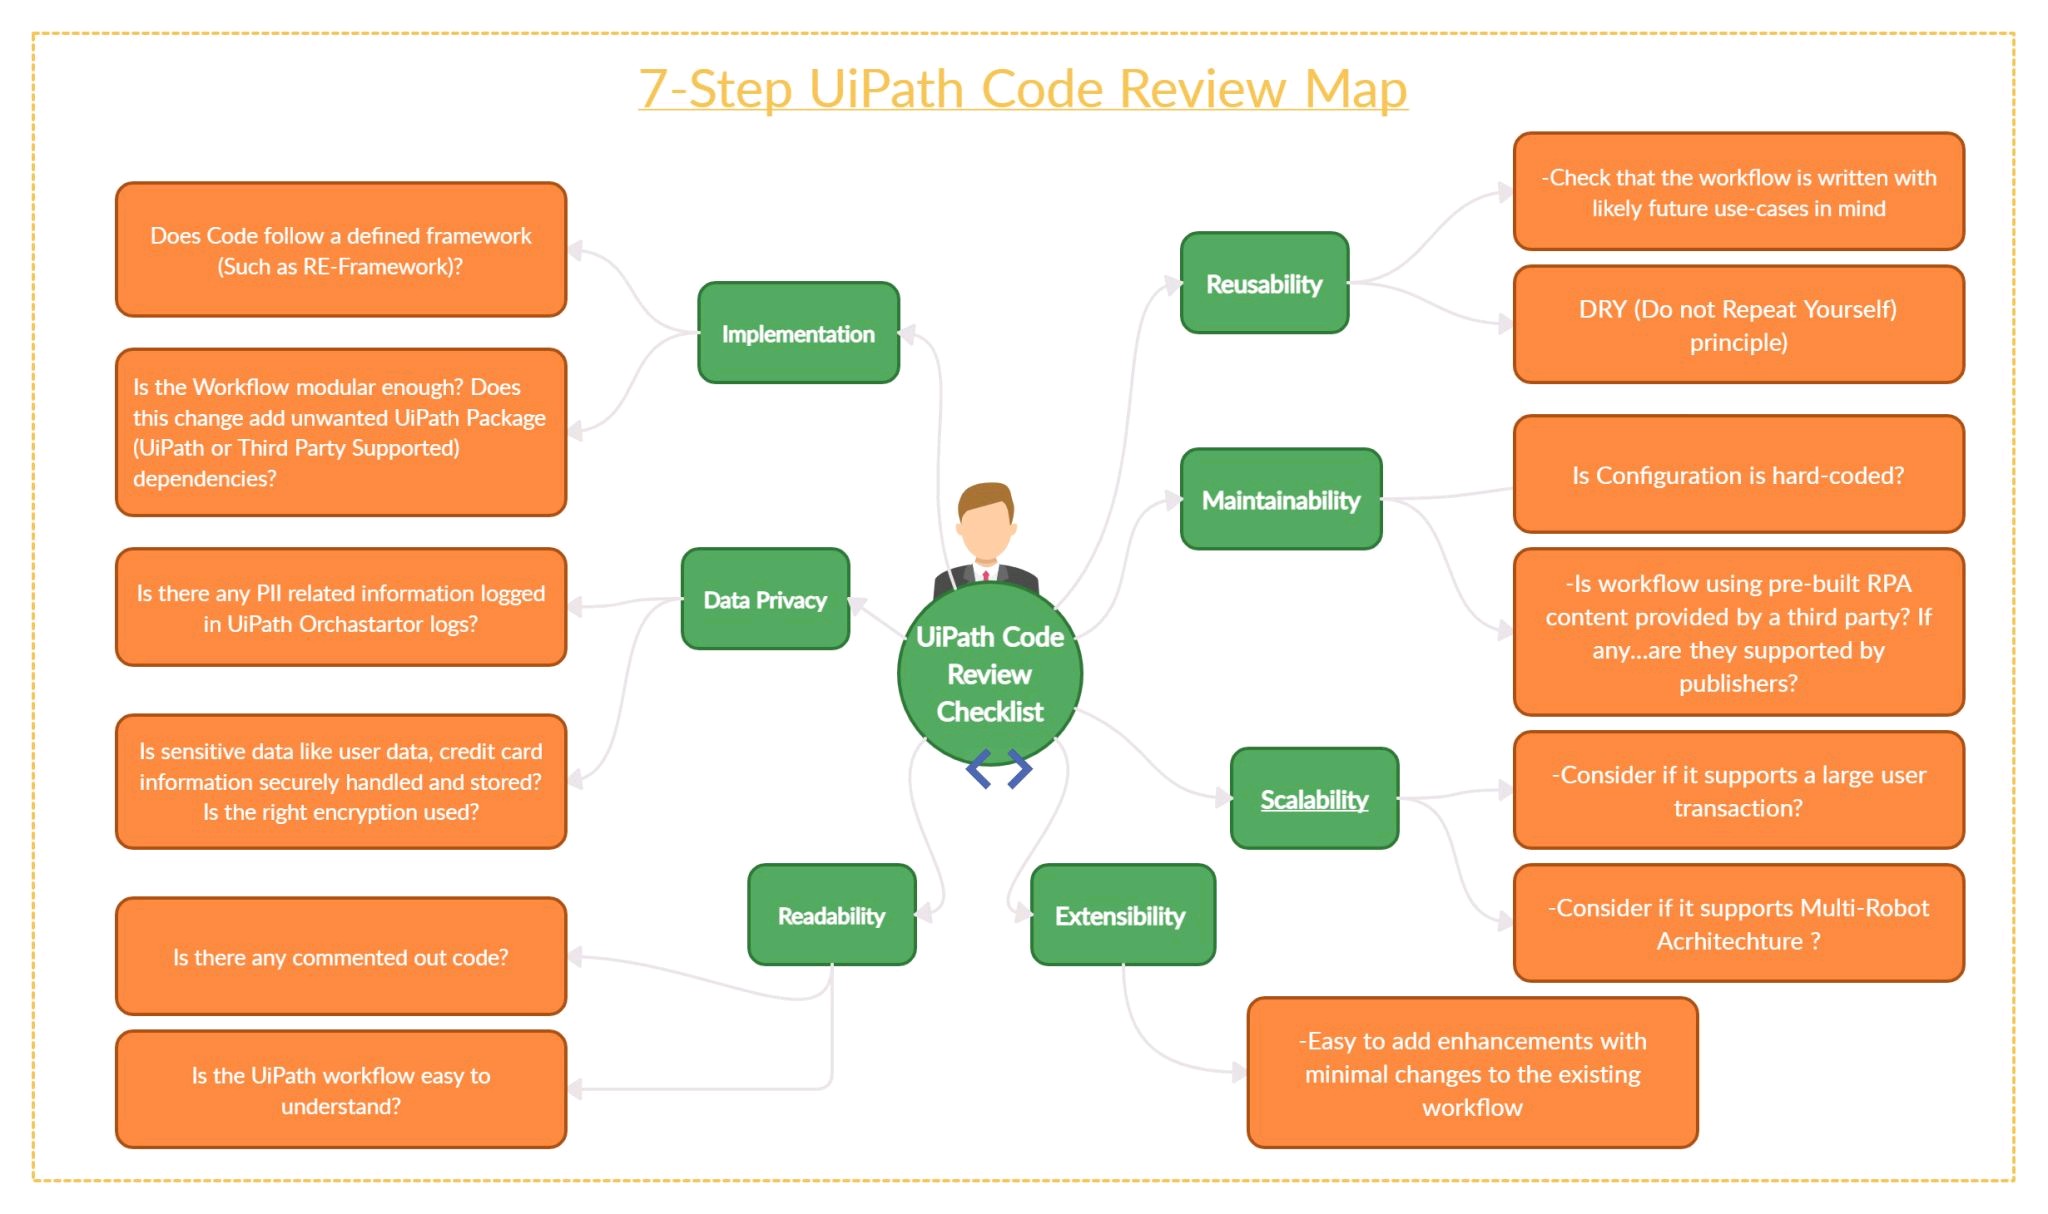 7-Step UiPath Code Review Map
Does Code follow a defined framework
(Such as RE-Framework)?
Implementation
Is the Workflow modular enough? Does
this change add unwanted UiPath Package
(UiPath or Third Party Supported)
dependencies?
Data Privacy
Is there any PII related information logged
in UiPath Orchastartor logs?
Is sensitive data like user data, credit card
information securely handled and stored?
Is the right encryption used?
Readability
Is there any commented out code?
Is the UiPath workflow easy to
understand?
UiPath Code
Review
Checklist
Reusability
-Check that the workflow is written with
likely future use-cases in mind
DRY (Do not Repeat Yourself)
principle)
Maintainability
Is Configuration is hard-coded?
-Is workflow using pre-built RPA
content provided by a third party? If
any...are they supported by
publishers?
Scalability
-Consider if it supports a large user
transaction?
-Consider if it supports Multi-Robot
Acrhitechture ?
Extensibility
-Easy to add enhancements with
minimal changes to the existing
workflow